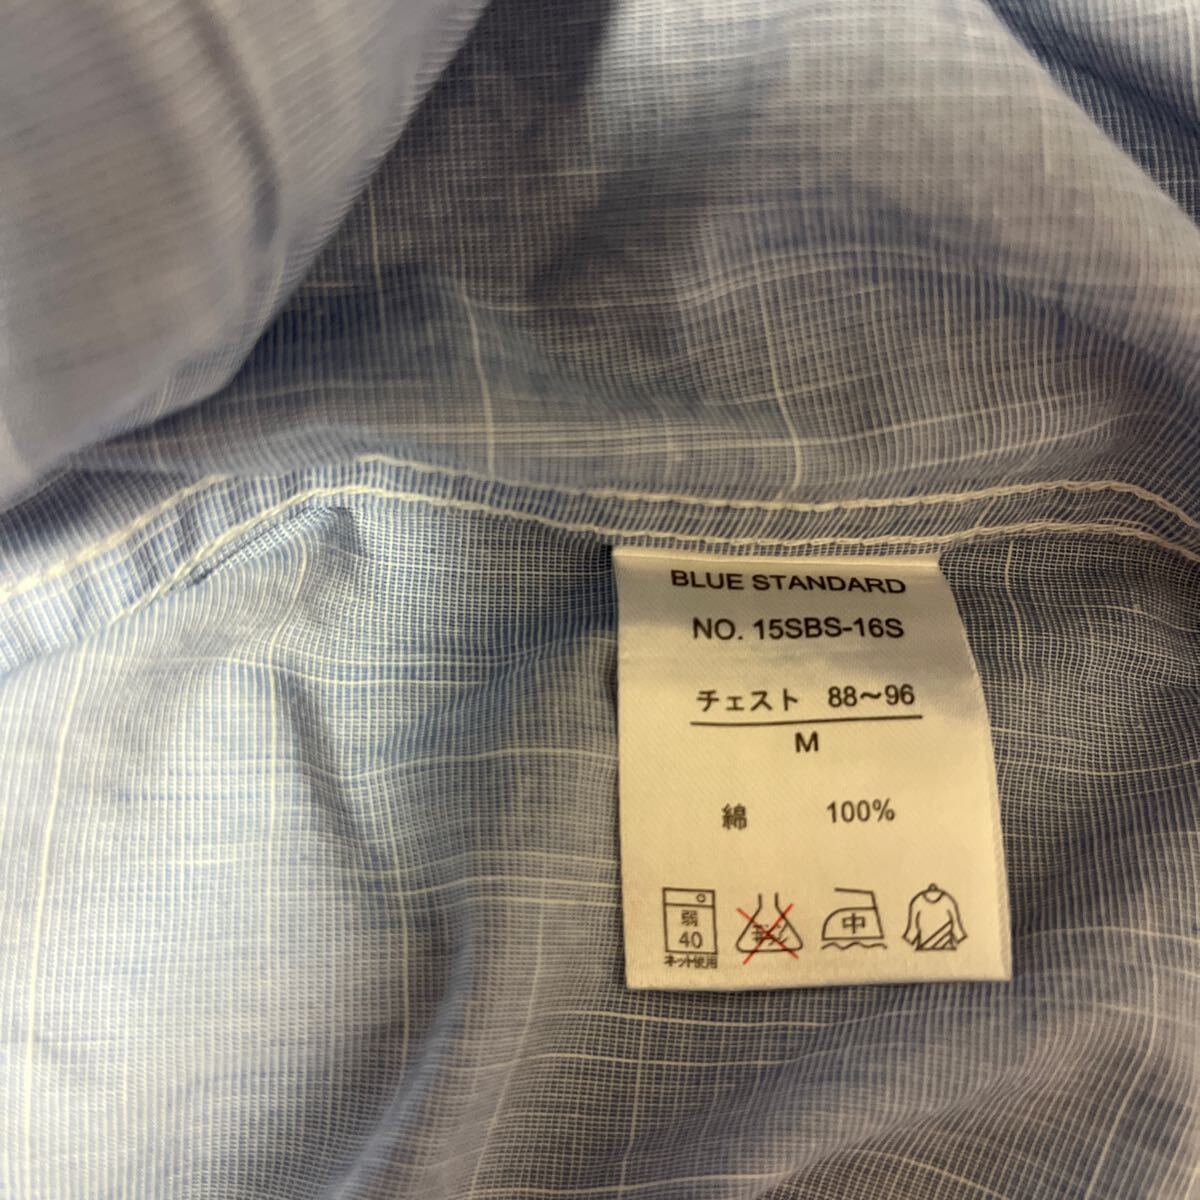 BLUE STANDARD
NO. 15SBS-16S
チェスト 88～96
M
綿 100%
弱
40
ネット使用
中